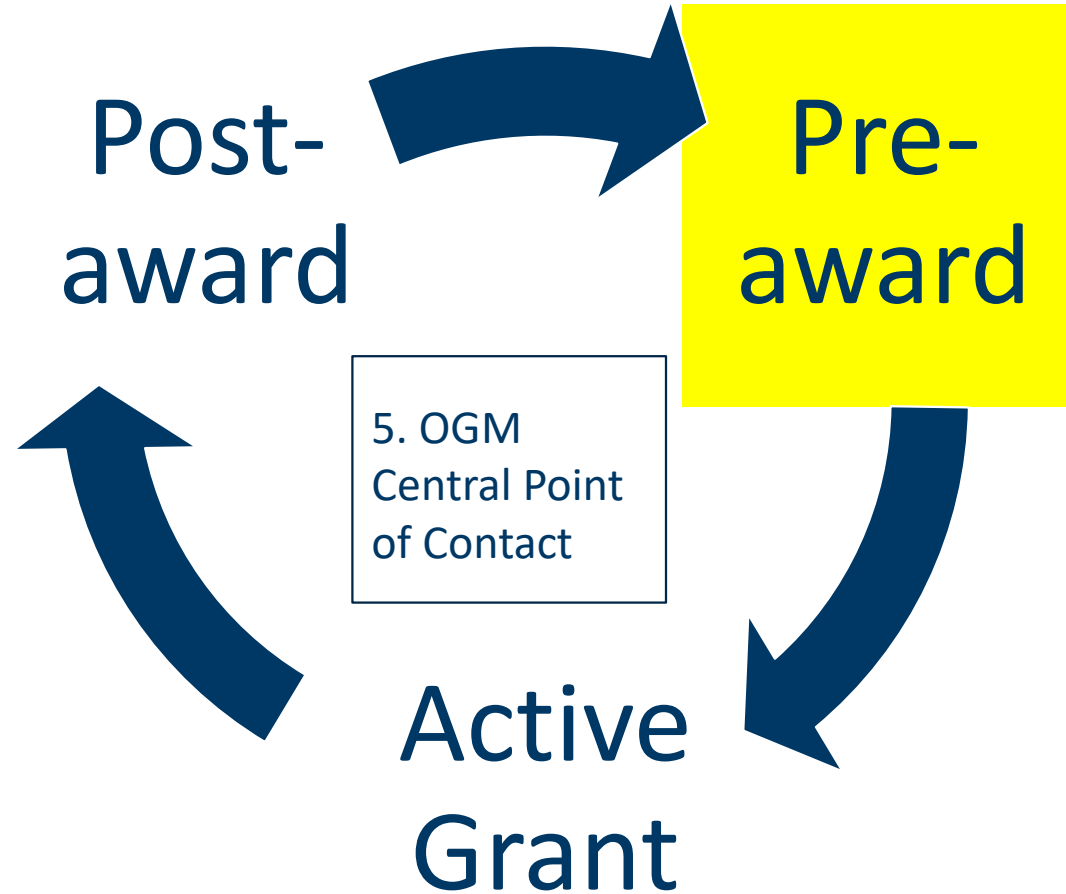 Post-
award
Pre-
award
5. OGM
Central Point
of Contact
Active
Grant